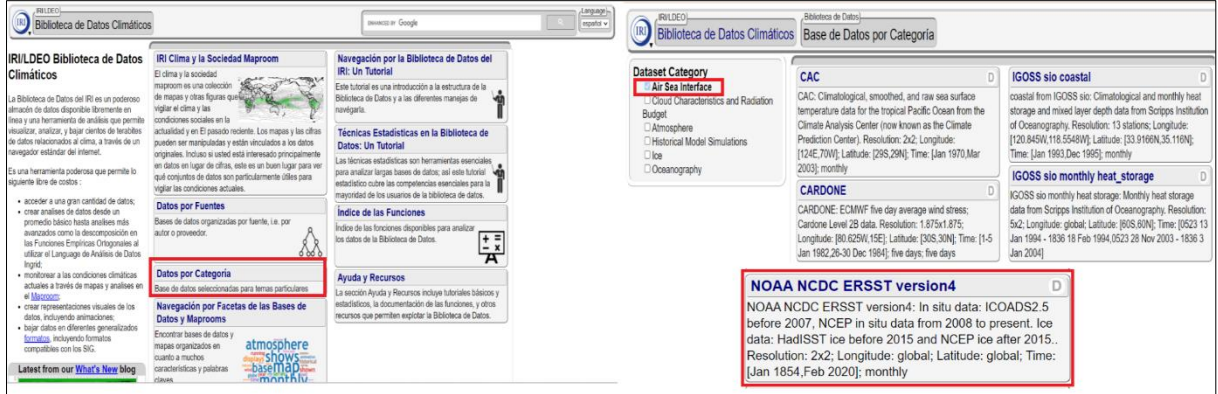 IRI/LDEO
Biblioteca de Datos Climáticos
ENHANCED BY Google
Language
español
IRI/LDEO Biblioteca de Datos
Climáticos
La Biblioteca de Datos del IRI es un poderoso
almacén de datos disponible libremente en
línea y una herramienta de análisis que permite
visualizar, analizar, y bajar cientos de terabites
de datos relacionados al clima, a través de un
navegador estándar del internet.
Es una herramienta poderosa que permite lo
siguiente libre de costos :
acceder a una gran cantidad de datos;
crear analises de datos desde un
promedio básico hasta analises más
avanzados como la descomposición en
las Funciones Empíricas Ortogonales al
utilizar el Lenguaje de Análisis de Datos
Ingrid;
monitorear a las condiciones climáticas
actuales a través de mapas y analises en
el Maproom;
crear representaciones visuales de los
datos, incluyendo animaciones;
bajar datos en diferentes generalizados
formatos, incluyendo formatos
compatibles con los SIG.
Latest from our What's New blog
IRI Clima y la Sociedad Maproom
El clima y la sociedad
maproom es una colección
de mapas y otras figuras que
vigilar el clima y las
condiciones sociales en la
actualidad y en El pasado reciente. Los mapas y las cifras
pueden ser manipuladas y están vinculados a los datos
originales. Incluso si usted está interesado principalmente
en datos en lugar de cifras, este es un buen lugar para ver
qué conjuntos de datos son particularmente útiles para
vigilar las condiciones actuales.
Datos por Fuentes
Bases de datos organizadas por fuente, i.e. por
autor o proveedor.
Datos por Categoría
Base de datos seleccionadas para temas particulares
Navegación por Facetas de las Bases de
Datos y Maprooms
Encontrar bases de datos y
mapas organizados en
cuanto a muchos
características y palabras
claves
atmosphere
shows
basemap
monthly
Navegación por la Biblioteca de Datos del
IRI: Un Tutorial
Este tutorial es una introducción a la estructura de la
Biblioteca de Datos y a las diferentes manejas de
navegarla.
Técnicas Estadísticas en la Biblioteca de
Datos: Un Tutorial
Las técnicas estadísticas son herramientas esenciales
para analizar largas bases de datos; así este tutorial
estadístico cubre las competencias esenciales para la
mayoridad de los usuarios de la biblioteca de datos.
Índice de las Funciones
Índice de las funciones disponibles para analizar
los datos de la Biblioteca de Datos.
Ayuda y Recursos
La sección Ayuda y Recursos incluye tutoriales básicos y
estadísticos, la documentación de las funciones, y otros
recursos que permiten explotar la Biblioteca de Datos.
IRI/LDEO
Biblioteca de Datos Climáticos
Biblioteca de Datos
Base de Datos por Categoría
Dataset Category
Air Sea Interface
Cloud Characteristics and Radiation
Budget
Atmosphere
Historical Model Simulations
Ice
Oceanography
CAC D
CAC: Climatological, smoothed, and raw sea surface
temperature data for the tropical Pacific Ocean from the
Climate Analysis Center (now known as the Climate
Prediction Center). Resolution: 2x2; Longitude:
[124E,70W]; Latitude: [29S,29N]; Time: [Jan 1970,Mar
2003]; monthly
CARDONE D
CARDONE: ECMWF five day average wind stress;
Cardone Level 2B data. Resolution: 1.875x1.875;
Longitude: [80.625W,15E]; Latitude: [30S,30N]; Time: [1-5
Jan 1982,26-30 Dec 1984]; five days; five days
IGOSS sio coastal D
coastal from IGOSS sio: Climatological and monthly heat
storage and mixed layer depth data from Scripps Institution
of Oceanography. Resolution: 13 stations; Longitude:
[120.845W,118.5548W]; Latitude: [33.9166N,35.116N];
Time: [Jan 1993,Dec 1995]; monthly
IGOSS sio monthly heat_storage D
IGOSS sio monthly heat storage: Monthly heat storage
data from Scripps Institution of Oceanography. Resolution:
5x2; Longitude: global; Latitude: [60S,60N]; Time: [0523 13
Jan 1994 - 1836 18 Feb 1994,0523 28 Nov 2003 - 1836 3
Jan 2004]
NOAA NCDC ERSST version4 D
NOAA NCDC ERSST version4: In situ data: ICOADS2.5
before 2007, NCEP in situ data from 2008 to present. Ice
data: HadISST ice before 2015 and NCEP ice after 2015..
Resolution: 2x2; Longitude: global; Latitude: global; Time:
[Jan 1854,Feb 2020]; monthly